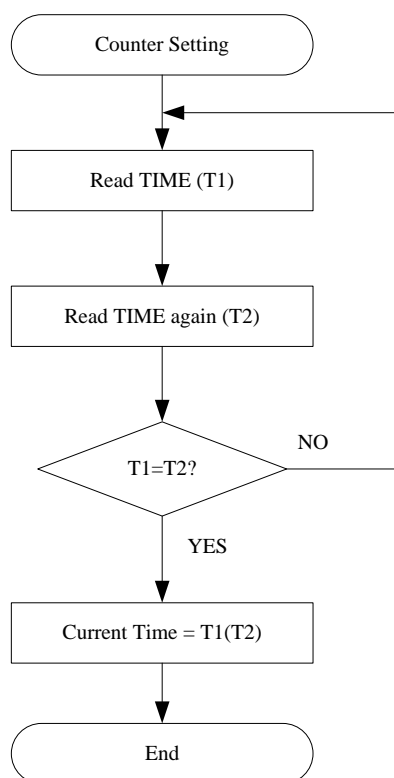 Counter Setting
Read TIME (T1)
Read TIME again (T2)
T1=T2?
NO
YES
Current Time = T1(T2)
End